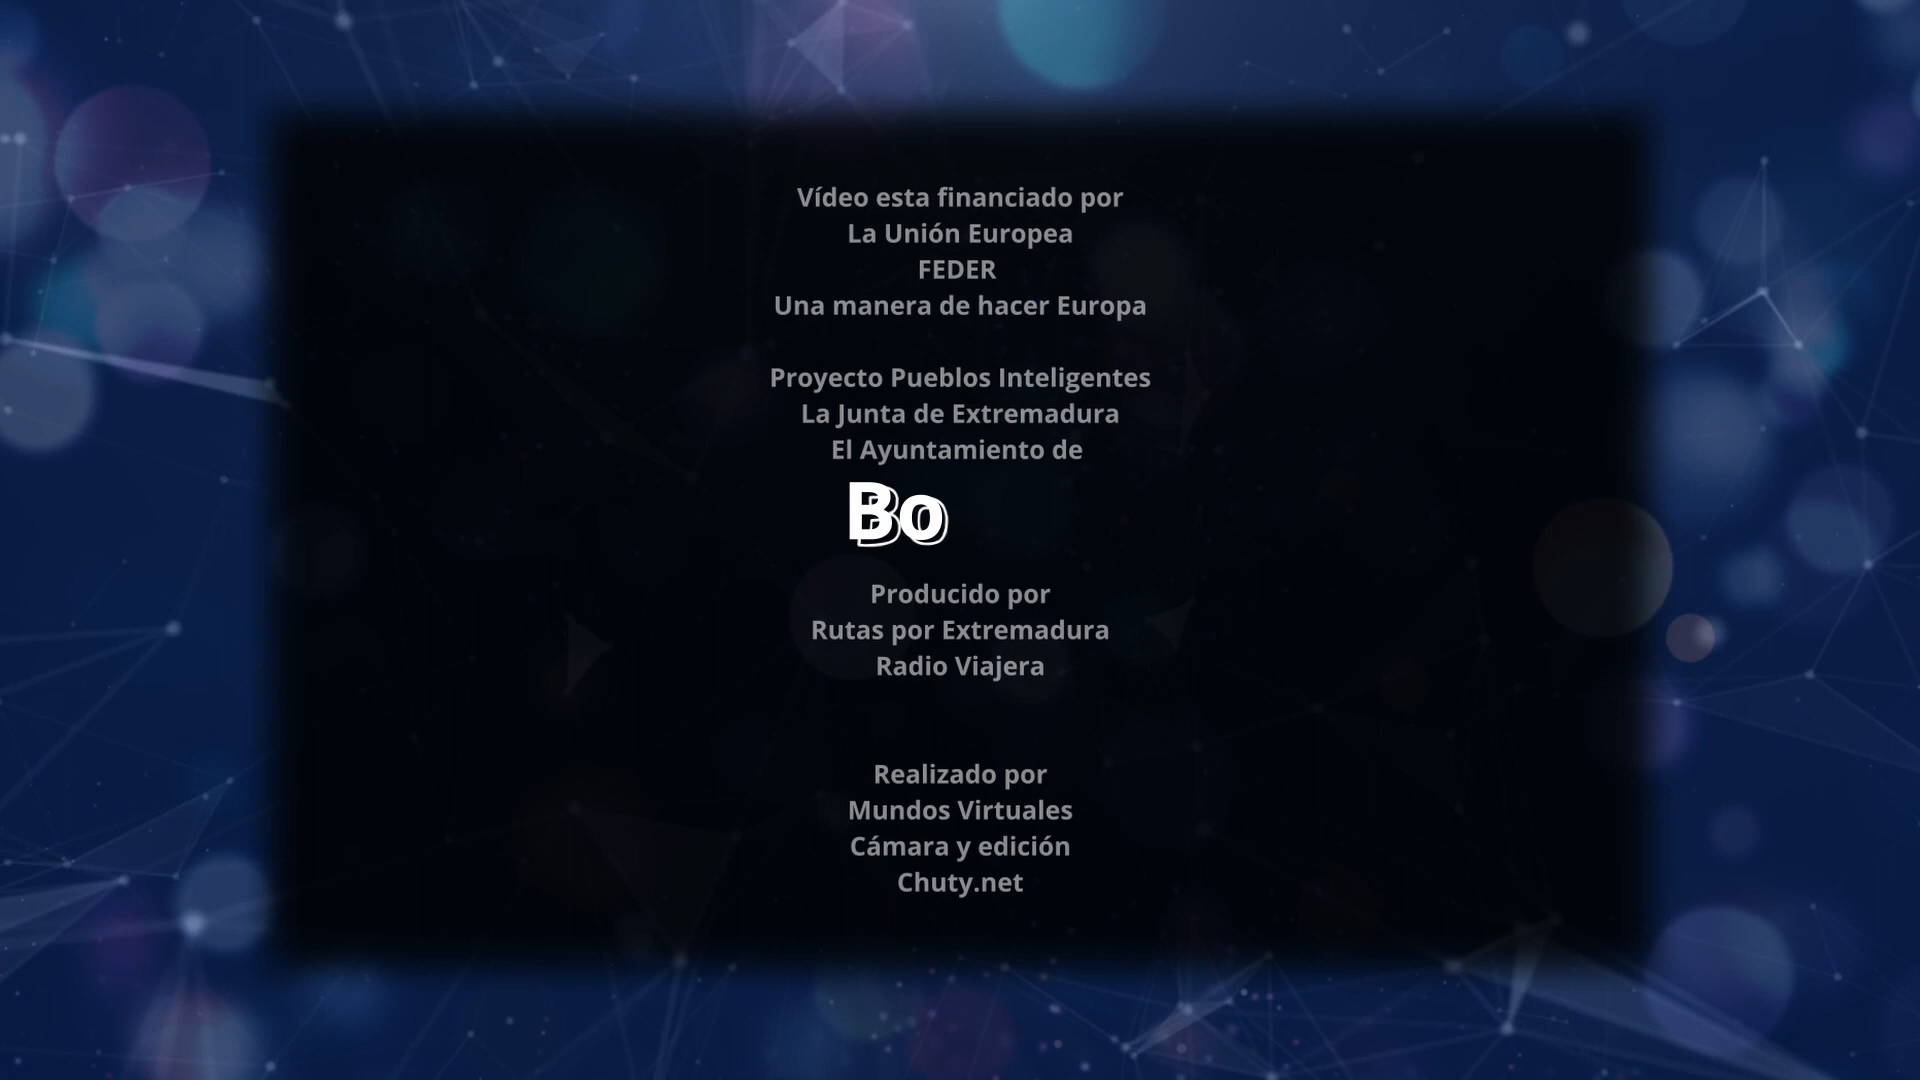 Vídeo esta financiado por
La Unión Europea
FEDER
Una manera de hacer Europa
Proyecto Pueblos Inteligentes
La Junta de Extremadura
El Ayuntamiento de
Bo
Producido por
Rutas por Extremadura
Radio Viajera
Realizado por
Mundos Virtuales
Cámara y edición
Chuty.net